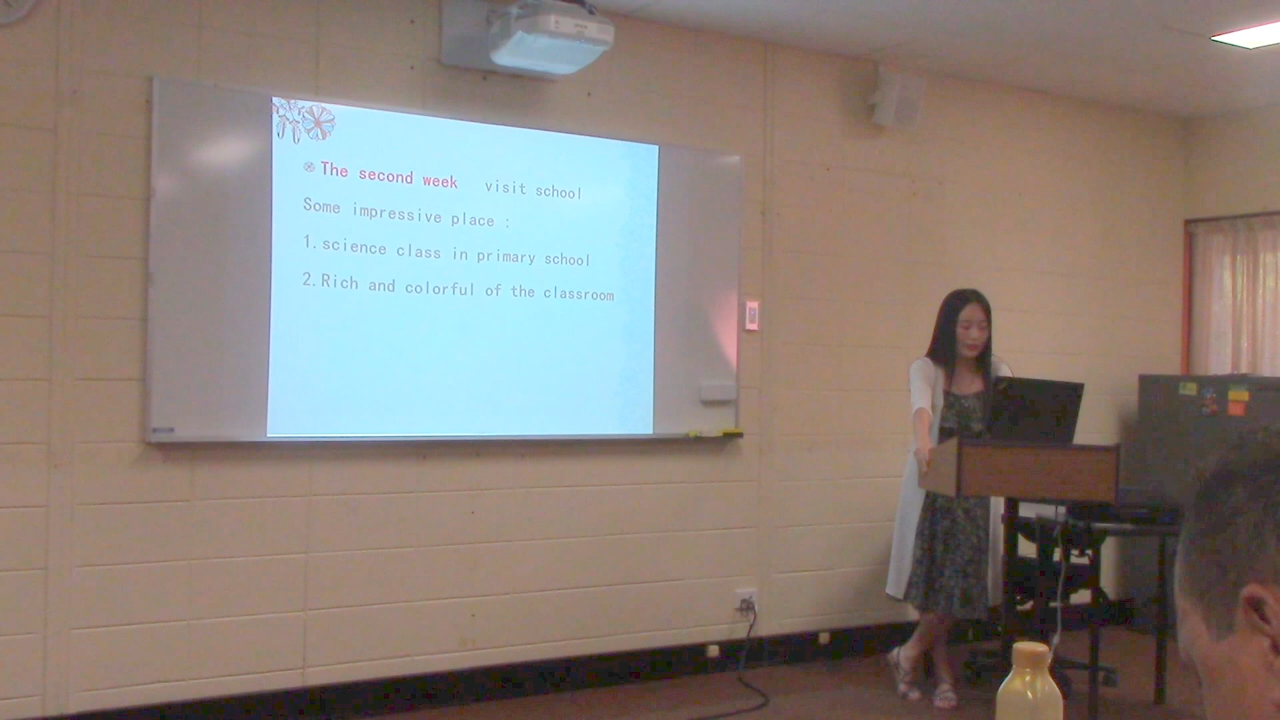 The second week visit school
Some impressive place :
1.science class in primary school
2.Rich and colorful of the classroom